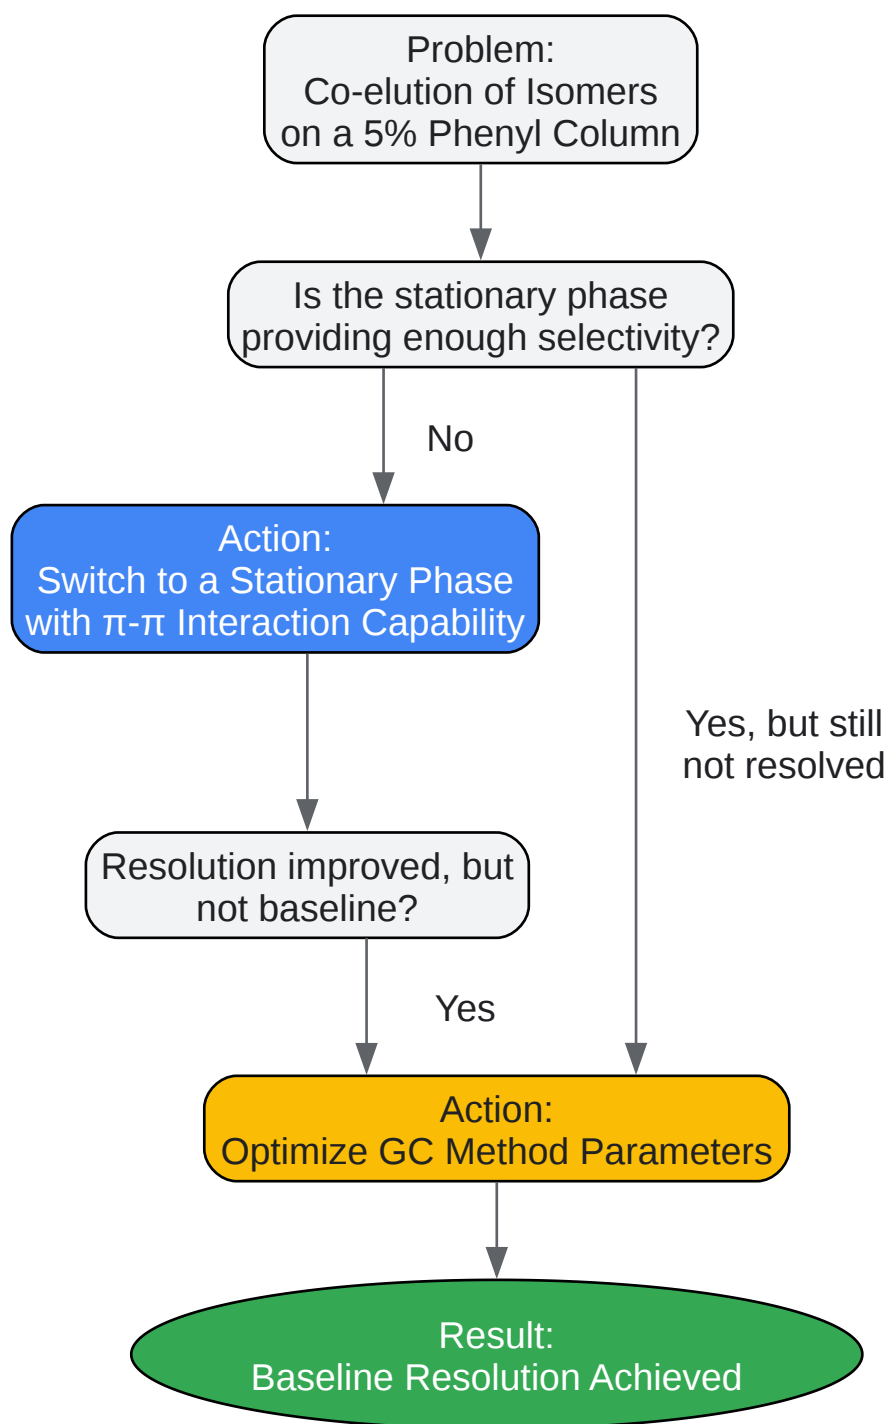 Problem:
Co-elution of Isomers
on a 5% Phenyl Column
Is the stationary phase
providing enough selectivity?
No
Action:
Switch to a Stationary Phase
with π-π Interaction Capability
Yes, but still
not resolved
Resolution improved, but
not baseline?
Yes
Action:
Optimize GC Method Parameters
Result:
Baseline Resolution Achieved